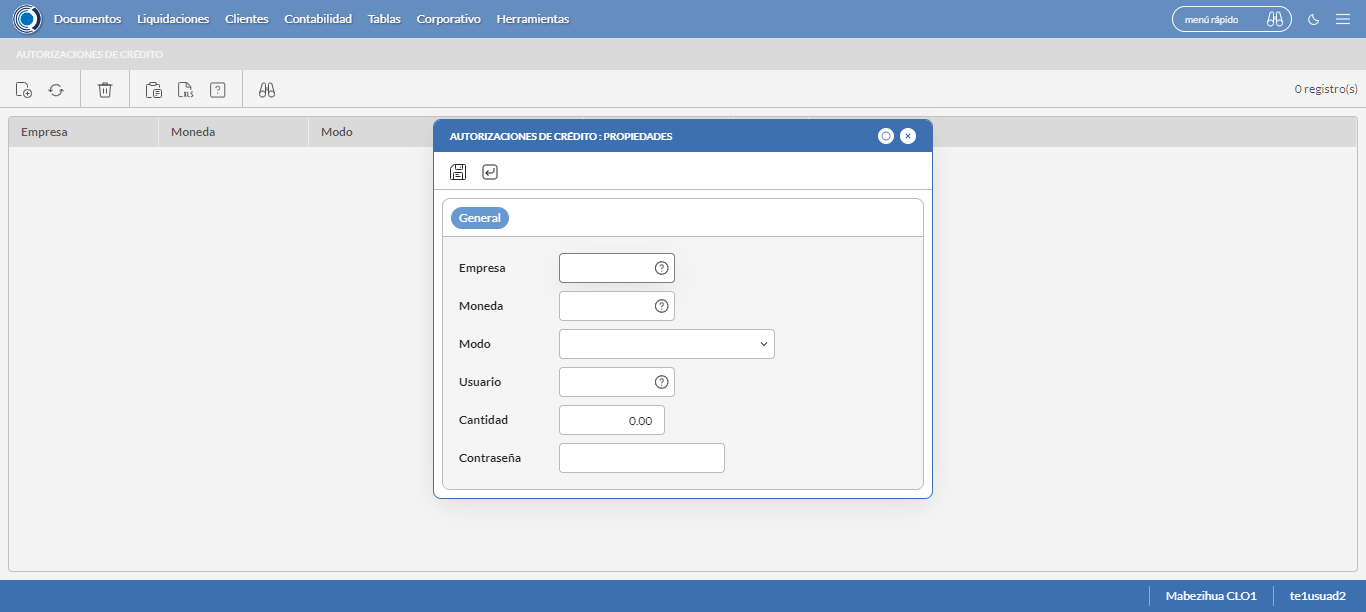 Documentos Liquidaciones Clientes Contabilidad Tablas Corporativo Herramientas menú rápido
AUTORIZACIONES DE CRÉDITO
XLS ? 0 registro(s)
Empresa Moneda Modo
AUTORIZACIONES DE CRÉDITO : PROPIEDADES
General
Empresa ?
Moneda ?
Modo
Usuario ?
Cantidad 0.00
Contraseña
Mabezihua CLO1 te1usuad2